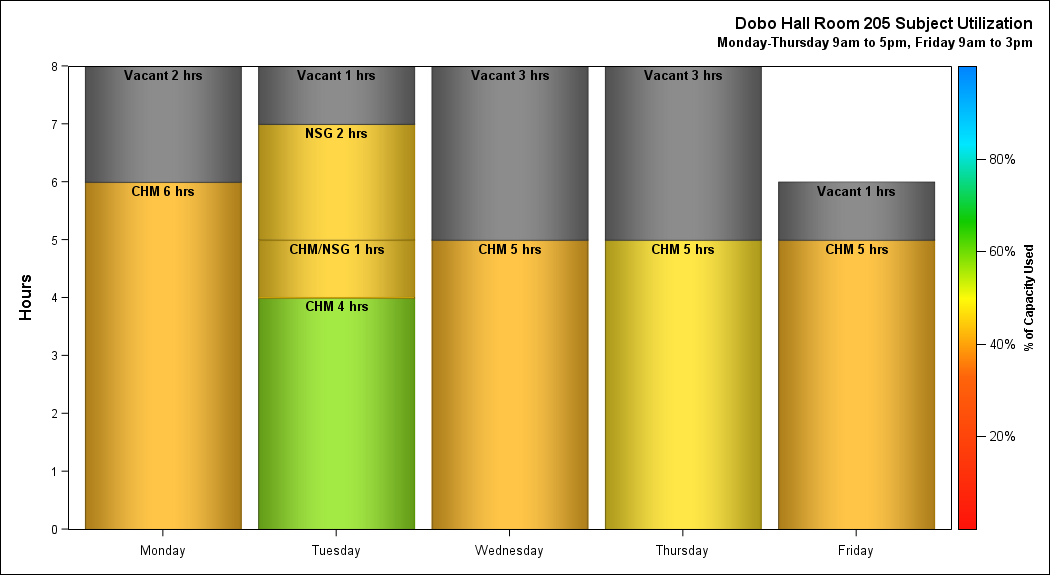 Dobo Hall Room 205 Subject Utilization
Monday-Thursday 9am to 5pm, Friday 9am to 3pm
Hours
8
7
6
5
4
3
2
1
0
Vacant 2 hrs
CHM 6 hrs
Vacant 1 hrs
NSG 2 hrs
CHM/NSG 1 hrs
CHM 4 hrs
Vacant 3 hrs
CHM 5 hrs
Vacant 3 hrs
CHM 5 hrs
Vacant 1 hrs
CHM 5 hrs
Monday
Tuesday
Wednesday
Thursday
Friday
80%
60%
40%
20%
% of Capacity Used